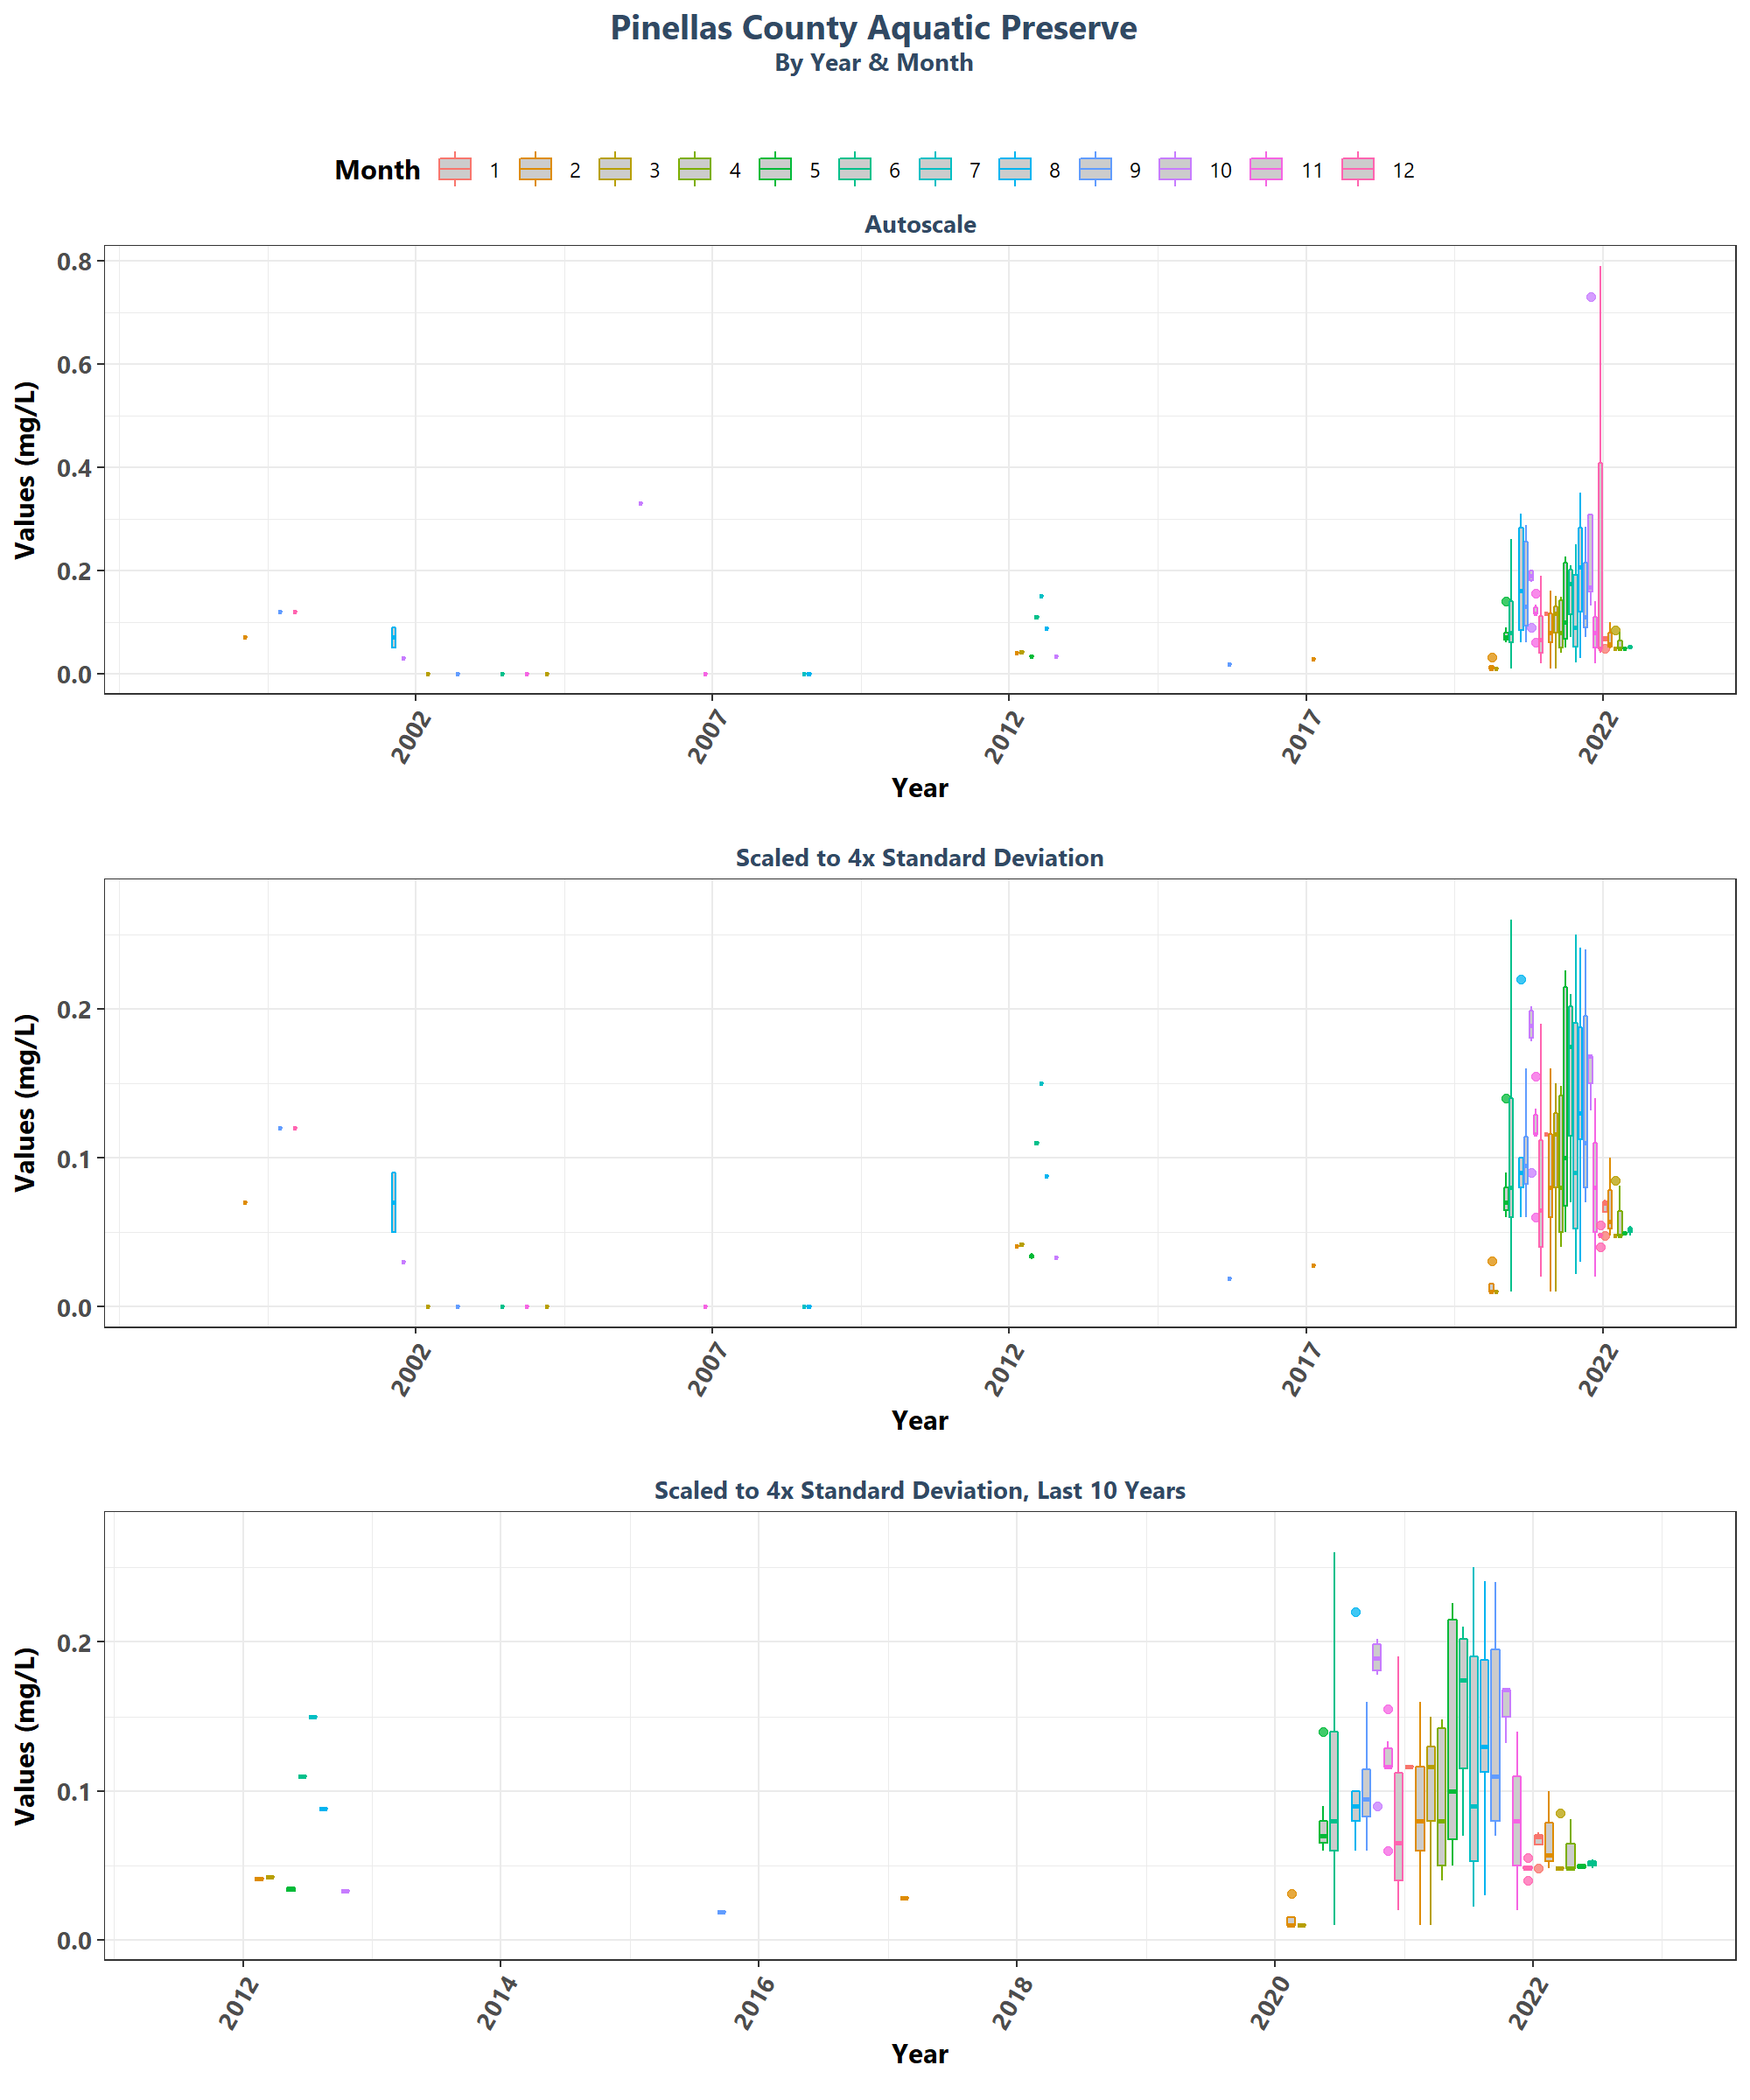 Pinellas County Aquatic Preserve
By Year & Month
Month 1 2 3 4 5 6 7 8 9 10 11 12
Autoscale
Values (mg/L)
0.8
0.6
0.4
0.2
0.0
2002 2007 2012 2017 2022
Year
Scaled to 4x Standard Deviation
Values (mg/L)
0.2
0.1
0.0
2002 2007 2012 2017 2022
Year
Scaled to 4x Standard Deviation, Last 10 Years
Values (mg/L)
0.2
0.1
0.0
2012 2014 2016 2018 2020 2022
Year